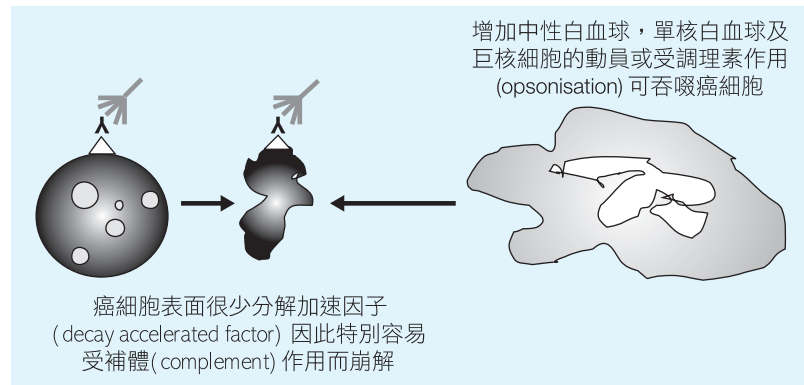 增加中性白血球，單核白血球及
巨核細胞的動員或受調理素作用
(opsonisation) 可吞啜癌細胞
癌細胞表面很少分解加速因子
(decay accelerated factor) 因此特別容易
受補體(complement) 作用而崩解